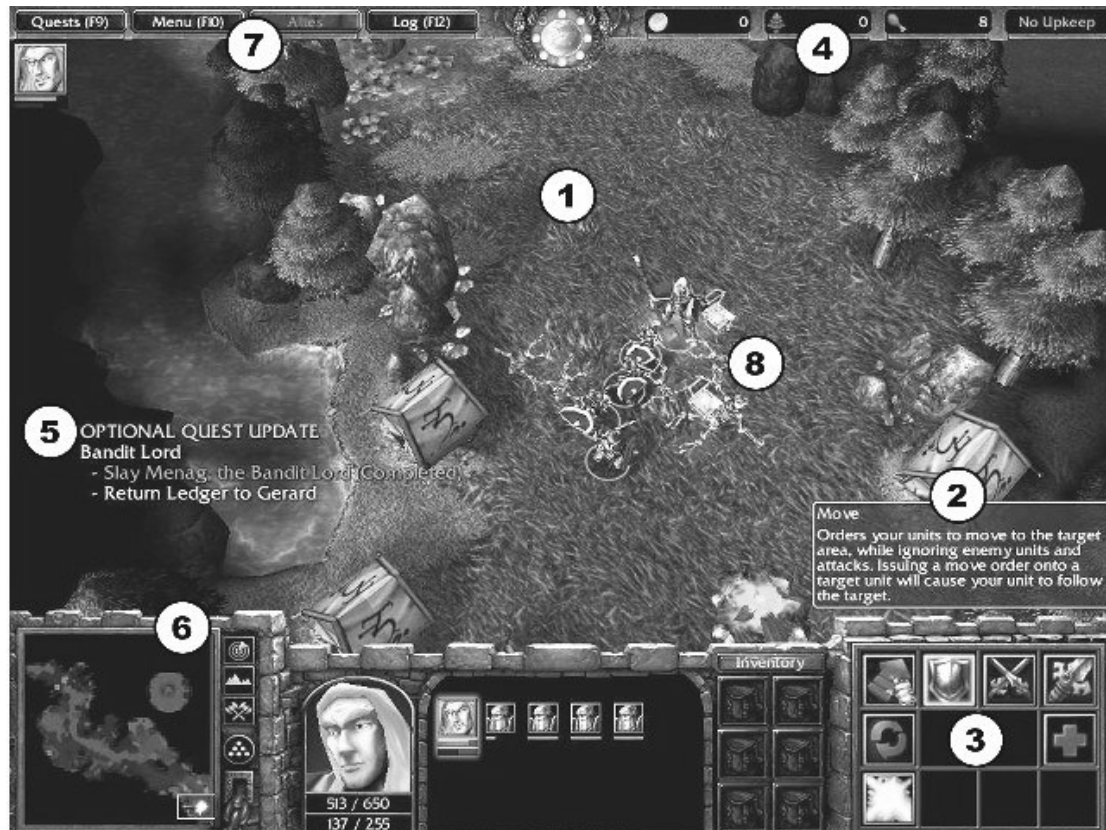 Quests (F9) Menu (F10) Allies Log (F12) 0 0 8 No Upkeep
7
4
1
8
5
OPTIONAL QUEST UPDATE
Bandit Lord
- Slay Menag, the Bandit Lord (Completed)
- Return Ledger to Gerard
2
Move
Orders your units to move to the target
area, while ignoring enemy units and
attacks. Issuing a move order onto a
target unit will cause your unit to follow
the target.
6
Inventory
3
513 / 650
137 / 255